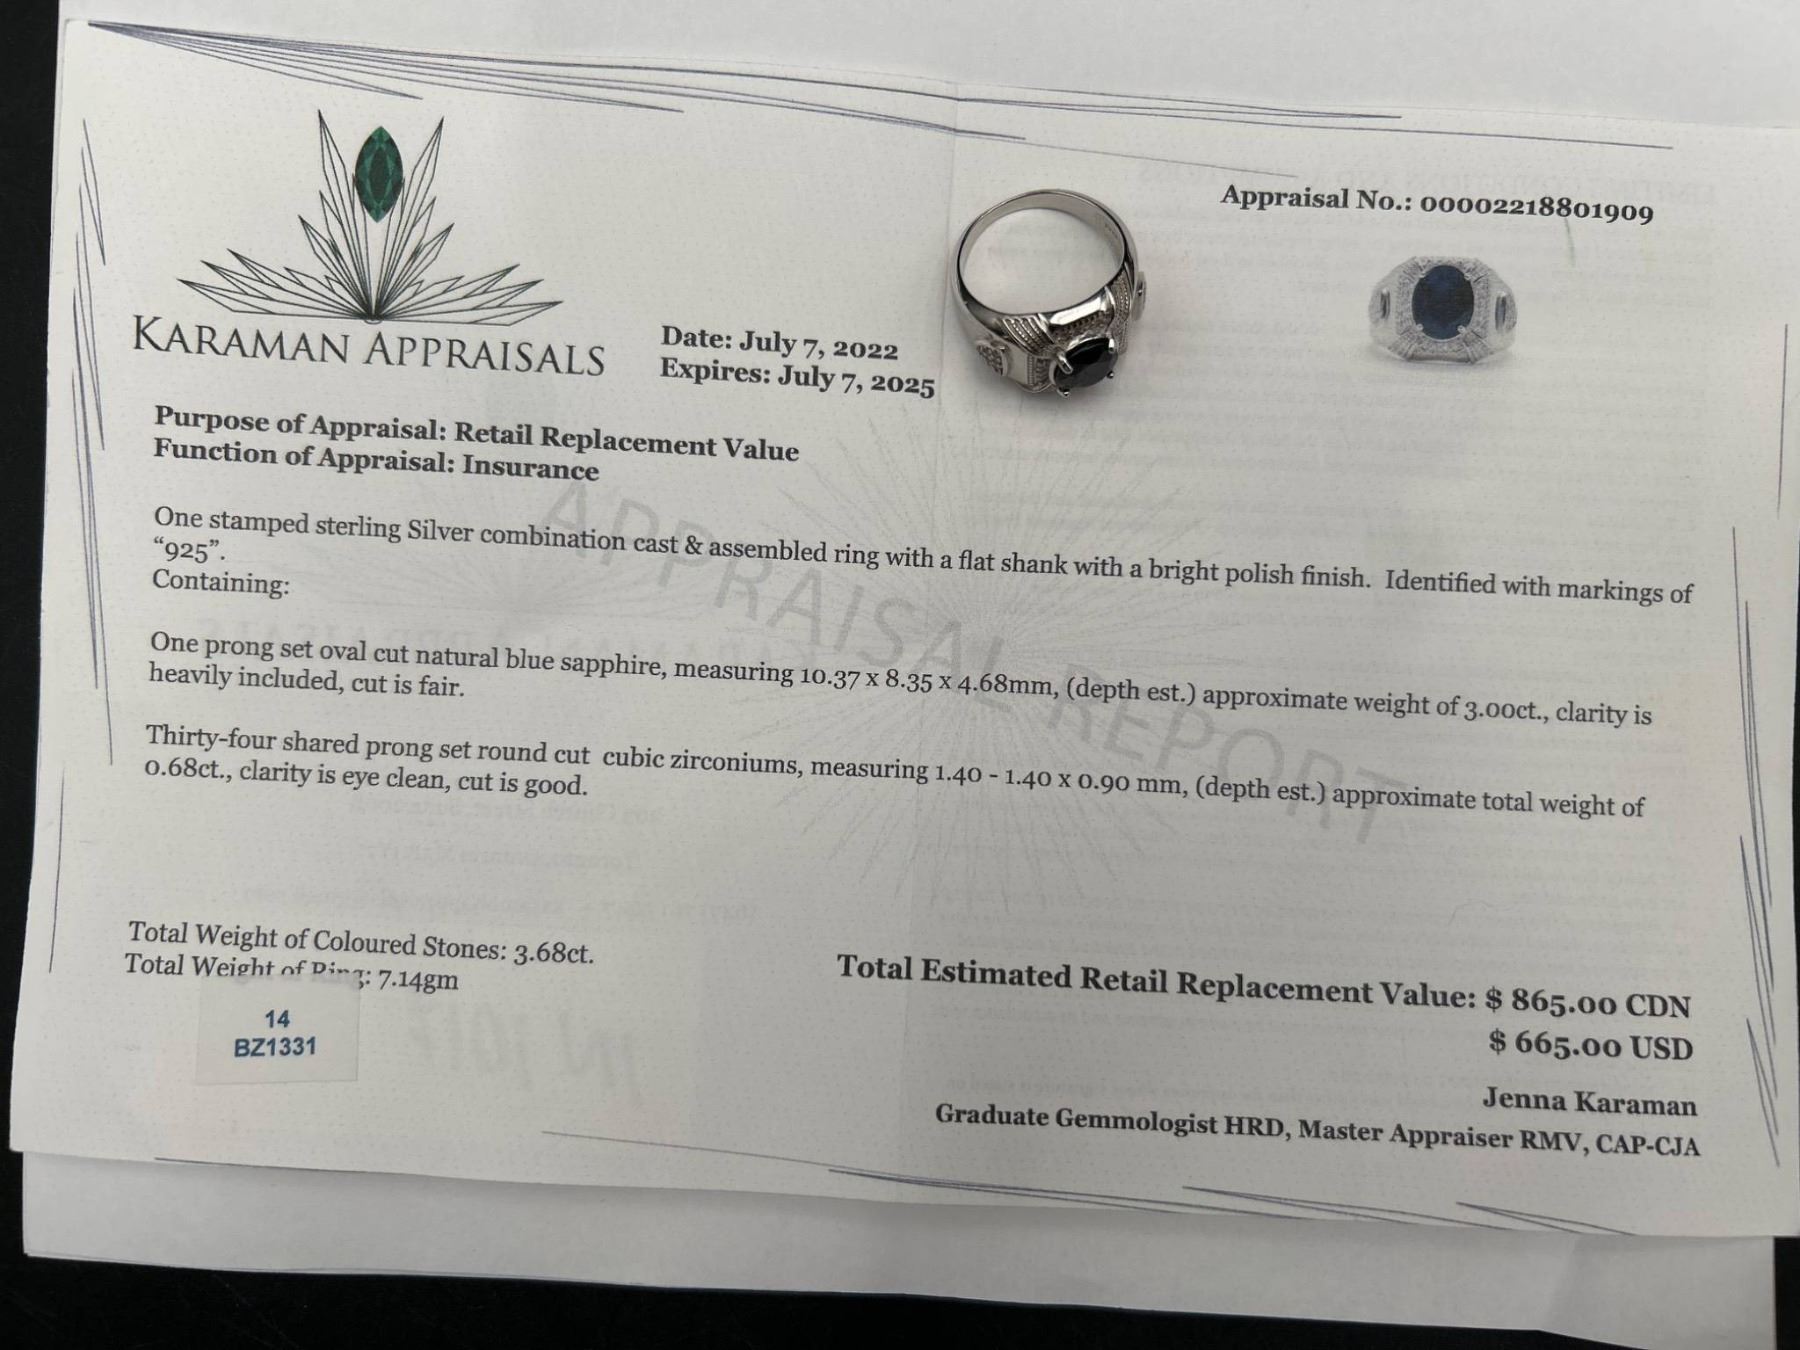 KARAMAN APPRAISALS
Appraisal No.: 00002218801909
Date: July 7, 2022
Expires: July 7, 2025
Purpose of Appraisal: Retail Replacement Value
Function of Appraisal: Insurance
One stamped sterling Silver combination cast & assembled ring with a flat shank with a bright polish finish. Identified with markings of
“925”.
Containing:
One prong set oval cut natural blue sapphire, measuring 10.37 x 8.35 x 4.68mm, (depth est.) approximate weight of 3.00ct., clarity is
heavily included, cut is fair.
Thirty-four shared prong set round cut cubic zirconiums, measuring 1.40 - 1.40 x 0.90 mm, (depth est.) approximate total weight of
0.68ct., clarity is eye clean, cut is good.
APPRAISAL REPORT
Total Weight of Coloured Stones: 3.68ct.
Total Weight of Ring: 7.14gm
14
BZ1331
Total Estimated Retail Replacement Value: $ 865.00 CDN
$ 665.00 USD
Jenna Karaman
Graduate Gemmologist HRD, Master Appraiser RMV, CAP-CJA